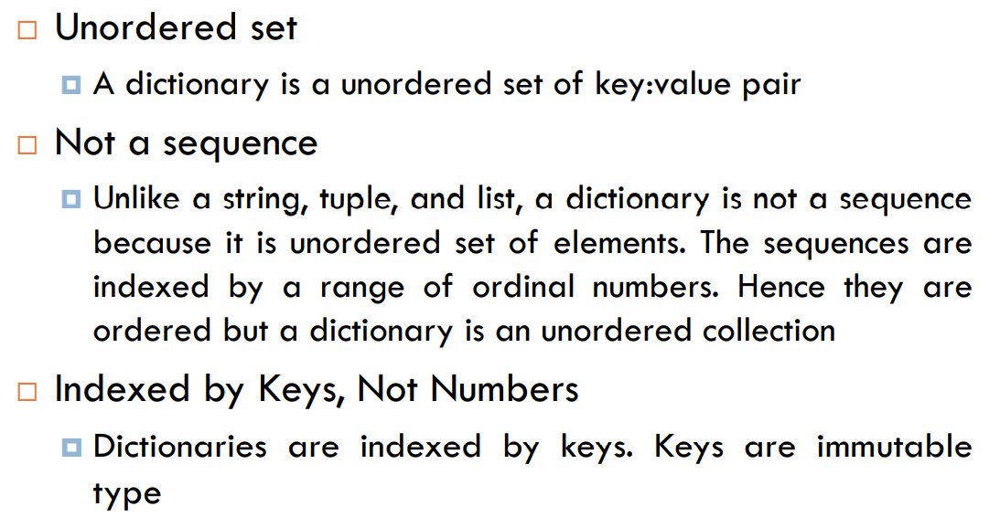 Unordered set
A dictionary is a unordered set of key:value pair
Not a sequence
Unlike a string, tuple, and list, a dictionary is not a sequence
because it is unordered set of elements. The sequences are
indexed by a range of ordinal numbers. Hence they are
ordered but a dictionary is an unordered collection
Indexed by Keys, Not Numbers
Dictionaries are indexed by keys. Keys are immutable
type